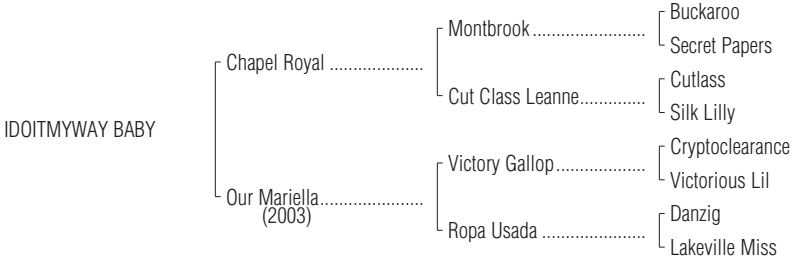 Buckaroo
Montbrook
Secret Papers
Chapel Royal
Cutlass
Cut Class Leanne
Silk Lilly
IDOITMYWAY BABY
Cryptoclearance
Victory Gallop
Victorious Lil
Our Mariella
(2003)
Danzig
Ropa Usada
Lakeville Miss